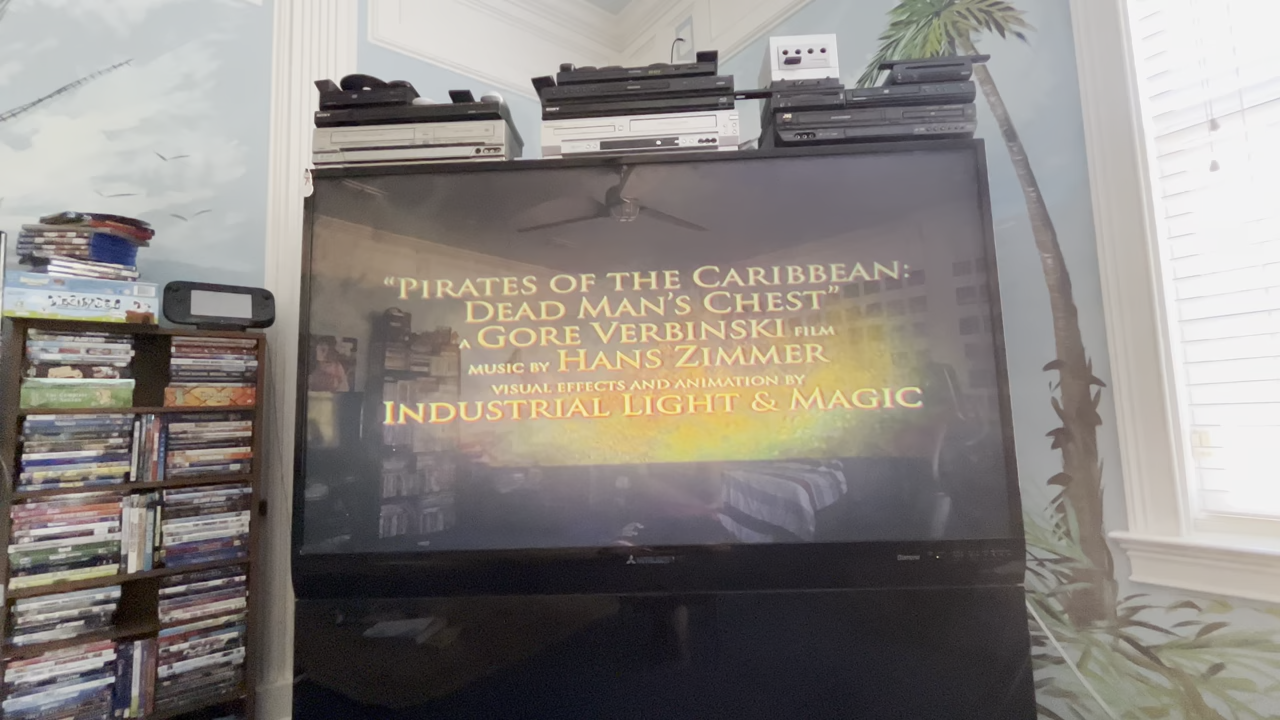 “PIRATES OF THE CARIBBEAN:
DEAD MAN’S CHEST”
A GORE VERBINSKI FILM
MUSIC BY HANS ZIMMER
VISUAL EFFECTS AND ANIMATION BY
INDUSTRIAL LIGHT & MAGIC